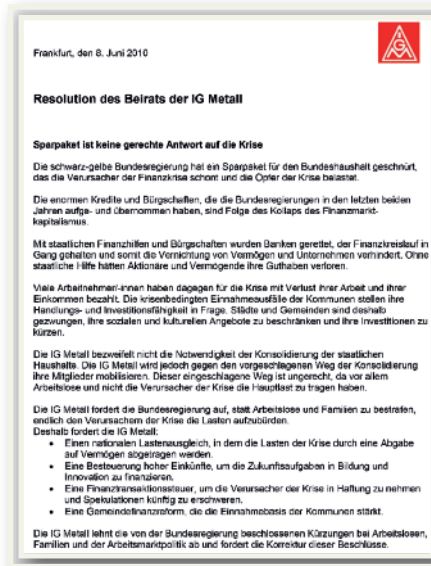 IGM
Frankfurt, den 8. Juni 2010
Resolution des Beirats der IG Metall
Sparpaket ist keine gerechte Antwort auf die Krise
Die schwarz-gelbe Bundesregierung hat ein Sparpaket für den Bundeshaushalt geschnürt,
das die Verursacher der Finanzkrise schont und die Opfer der Krise belastet.
Die enormen Kredite und Bürgschaften, die die Bundesregierungen in den letzten beiden
Jahren aufge- und übernommen haben, sind Folge des Kollaps des Finanzmarkt-
kapitalismus.
Mit staatlichen Finanzhilfen und Bürgschaften wurden Banken gerettet, der Finanzkreislauf in
Gang gehalten und somit die Vernichtung von Vermögen und Unternehmen verhindert. Ohne
staatliche Hilfe hätten Aktionäre und Vermögende ihre Guthaben verloren.
Viele Arbeitnehmer/-innen haben dagegen für die Krise mit Verlust ihrer Arbeit und ihrer
Einkommen bezahlt. Die krisenbedingten Einnahmeausfälle der Kommunen stellen ihre
Handlungs- und Investitionsfähigkeit in Frage. Städte und Gemeinden sind deshalb
gezwungen, ihre sozialen und kulturellen Angebote zu beschränken und ihre Investitionen zu
kürzen.
Die IG Metall bezweifelt nicht die Notwendigkeit der Konsolidierung der staatlichen
Haushalte. Die IG Metall wird jedoch gegen den vorgeschlagenen Weg der Konsolidierung
ihre Mitglieder mobilisieren. Dieser eingeschlagene Weg ist ungerecht, da vor allem
Arbeitslose und nicht die Verursacher der Krise die Hauptlast zu tragen haben.
Die IG Metall fordert die Bundesregierung auf, statt Arbeitslose und Familien zu bestrafen,
endlich den Verursachern der Krise die Lasten aufzubürden.
Deshalb fordert die IG Metall:
• Einen nationalen Lastenausgleich, in dem die Lasten der Krise durch eine Abgabe
auf Vermögen abgetragen werden.
• Eine Besteuerung hoher Einkünfte, um die Zukunftsaufgaben in Bildung und
Innovation zu finanzieren.
• Eine Finanztransaktionssteuer, um die Verursacher der Krise in Haftung zu nehmen
und Spekulationen künftig zu erschweren.
• Eine Gemeindefinanzreform, die die Einnahmebasis der Kommunen stärkt.
Die IG Metall lehnt die von der Bundesregierung beschlossenen Kürzungen bei Arbeitslosen,
Familien und der Arbeitsmarktpolitik ab und fordert die Korrektur dieser Beschlüsse.